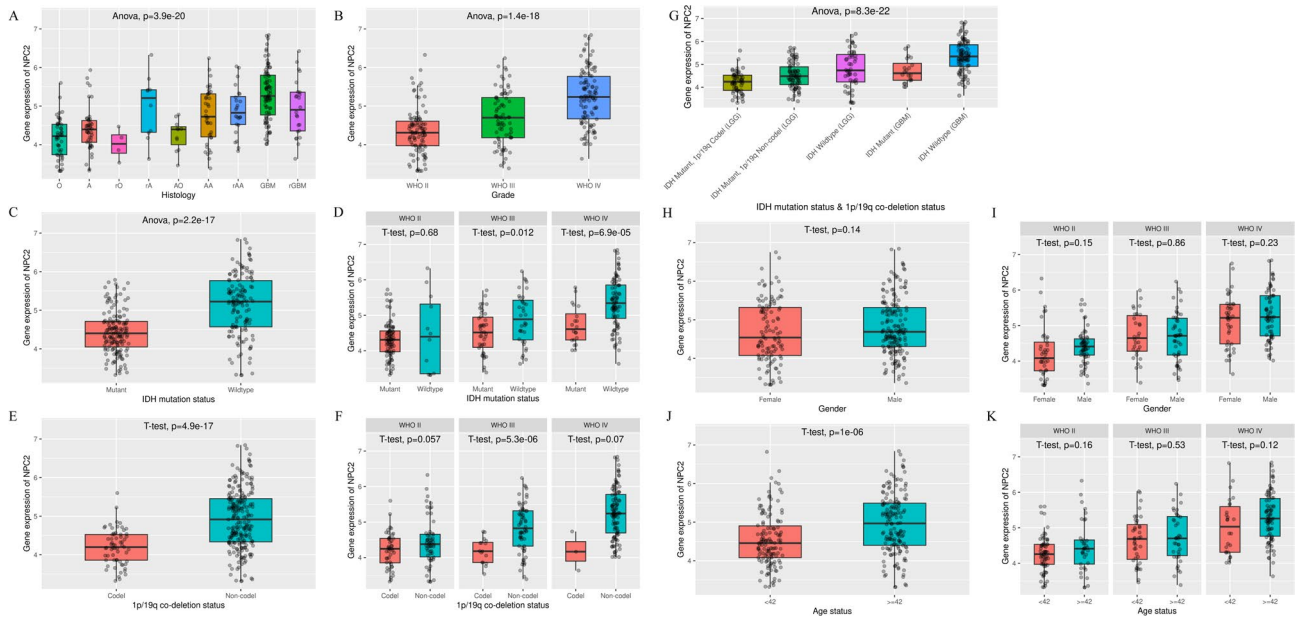 A
Anova, p=3.9e-20
Gene expression of NPC2
7
6
5
4
O A rO rA AO AA rAA GBM rGBM
Histology
B
Anova, p=1.4e-18
Gene expression of NPC2
7
6
5
4
WHO II WHO III WHO IV
Grade
G
Anova, p=8.3e-22
Gene expression of NPC2
7
6
5
4
IDH Mutant, 1p/19q Codel (LGG)
IDH Mutant, 1p/19q Non-codel (LGG)
IDH Wildtype (LGG)
IDH Mutant (GBM)
IDH Wildtype (GBM)
IDH mutation status & 1p/19q co-deletion status
C
Anova, p=2.2e-17
Gene expression of NPC2
7
6
5
4
Mutant Wildtype
IDH mutation status
D
WHO II WHO III WHO IV
T-test, p=0.68 T-test, p=0.012 T-test, p=6.9e-05
Gene expression of NPC2
7
6
5
4
Mutant Wildtype Mutant Wildtype Mutant Wildtype
IDH mutation status
H
T-test, p=0.14
Gene expression of NPC2
7
6
5
4
Female Male
Gender
I
WHO II WHO III WHO IV
T-test, p=0.15 T-test, p=0.86 T-test, p=0.23
Gene expression of NPC2
7
6
5
4
Female Male Female Male Female Male
Gender
E
T-test, p=4.9e-17
Gene expression of NPC2
7
6
5
4
Codel Non-codel
1p/19q co-deletion status
F
WHO II WHO III WHO IV
T-test, p=0.057 T-test, p=5.3e-06 T-test, p=0.07
Gene expression of NPC2
7
6
5
4
Codel Non-codel Codel Non-codel Codel Non-codel
1p/19q co-deletion status
J
T-test, p=1e-06
Gene expression of NPC2
7
6
5
4
<42 >=42
Age status
K
WHO II WHO III WHO IV
T-test, p=0.16 T-test, p=0.53 T-test, p=0.12
Gene expression of NPC2
7
6
5
4
<42 >=42 <42 >=42 <42 >=42
Age status